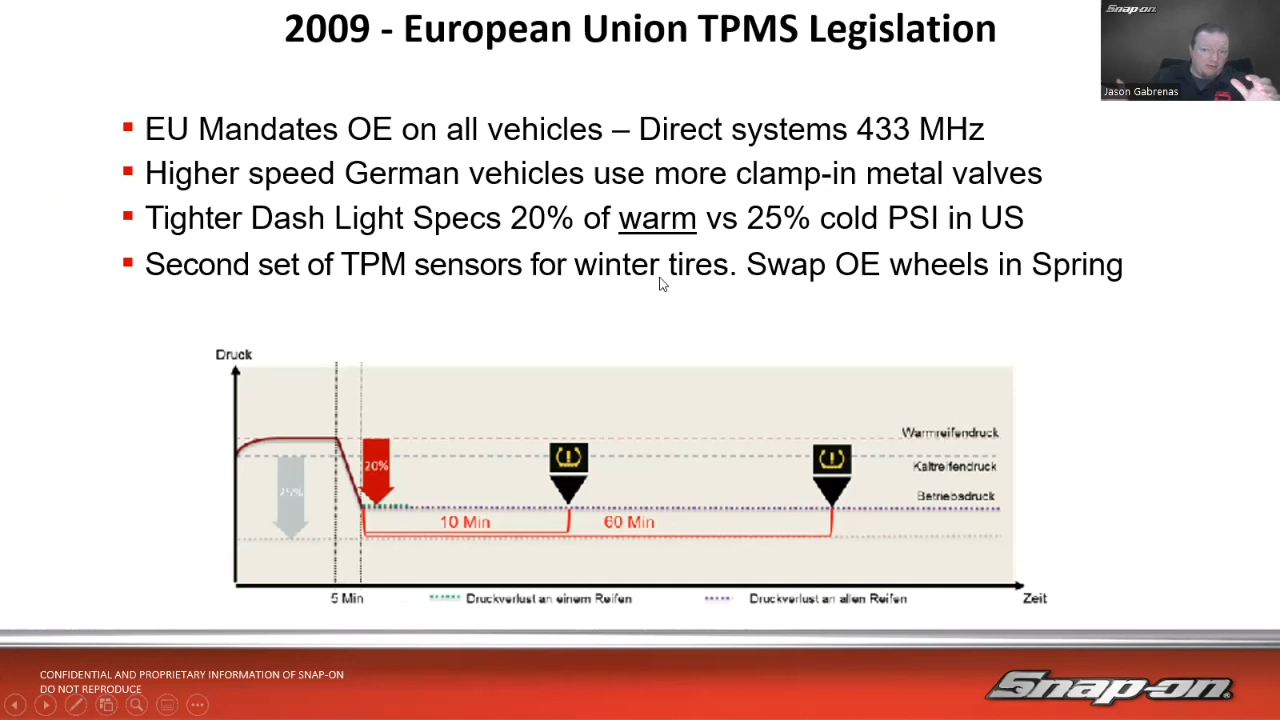 2009 - European Union TPMS Legislation
Snap-on
Jason Gabrenas
EU Mandates OE on all vehicles – Direct systems 433 MHz
Higher speed German vehicles use more clamp-in metal valves
Tighter Dash Light Specs 20% of warm vs 25% cold PSI in US
Second set of TPM sensors for winter tires. Swap OE wheels in Spring
Druck
Warmreifendruck
20%
Kaltreifendruck
25%
Betriebsdruck
10 Min
60 Min
5 Min
Druckverlust an einem Reifen
Druckverlust an allen Reifen
Zeit
CONFIDENTIAL AND PROPRIETARY INFORMATION OF SNAP-ON
DO NOT REPRODUCE
Snap-on